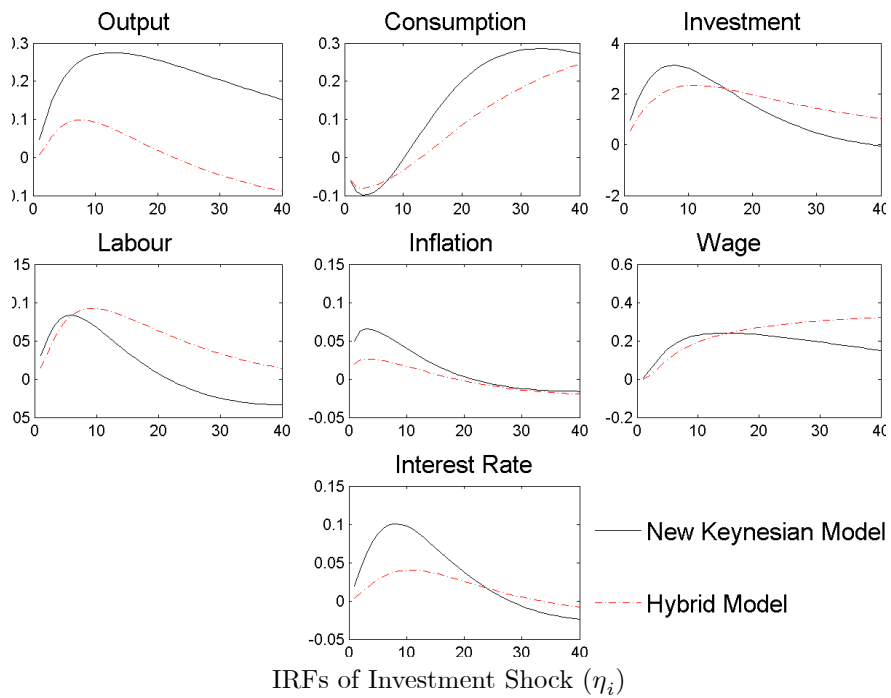 Output Consumption Investment
0.3 0.3 4
0.2 0.2 2
0.1 0.1 0
0 0 -2
0.1 -0.1
0 10 20 30 40 0 10 20 30 40 0 10 20 30 40
Labour Inflation Wage
15 0.15 0.6
0.1 0.1 0.4
05 0.05 0.2
0 0 0
05 -0.05 -0.2
0 10 20 30 40 0 10 20 30 40 0 10 20 30 40
Interest Rate
0.15
0.1
0.05
0
-0.05
0 10 20 30 40
New Keynesian Model
Hybrid Model
IRFs of Investment Shock (η_i)